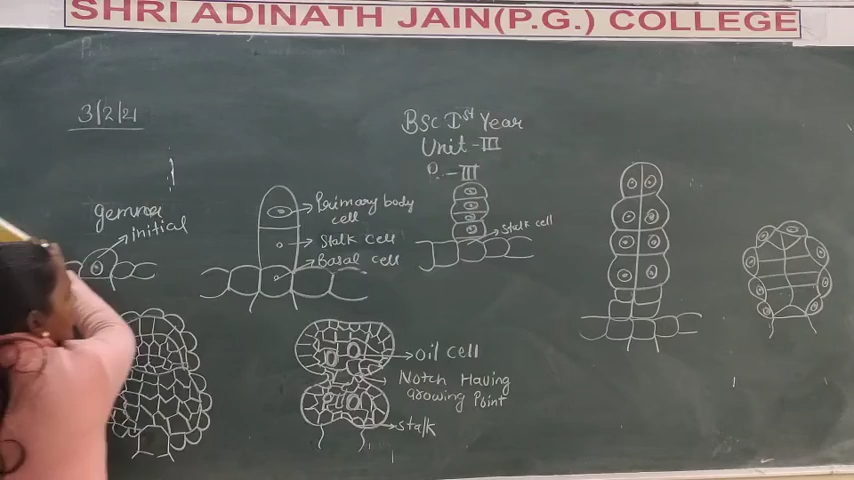 SHRI ADINATH JAIN(P.G.) COLLEGE
3/2/21
BSc Ist Year
Unit-III
P.-III
gemmae
initial
Primary body
cell
Stalk cell
Basal cell
Stalk cell
Oil cell
Notch Having
Growing Point
Stalk